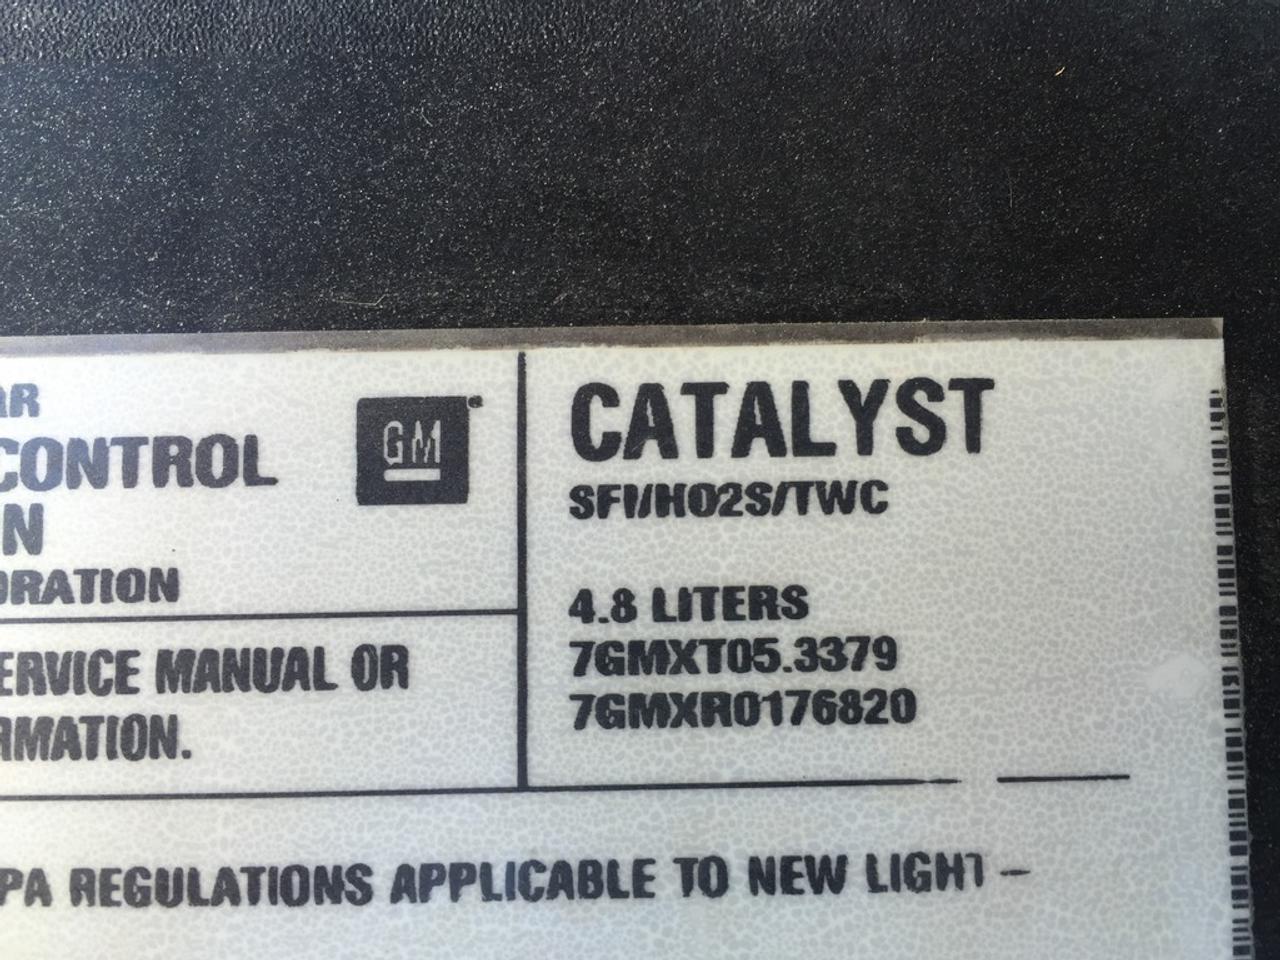 AR
CONTROL
N
ORATION
GM
ERVICE MANUAL OR
RMATION.
CATALYST
SFI/HO2S/TWC
4.8 LITERS
7GMXT05.3379
7GMXR0176820
PA REGULATIONS APPLICABLE TO NEW LIGHT -